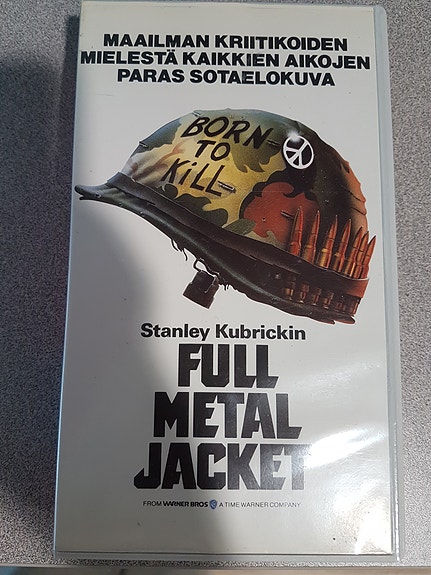 MAAILMAN KRIITIKOIDEN
MIELESTÄ KAIKKIEN AIKOJEN
PARAS SOTAELOKUVA
BORN
TO
KILL
Stanley Kubrickin
FULL
METAL
JACKET
FROM WARNER BROS A TIME WARNER COMPANY